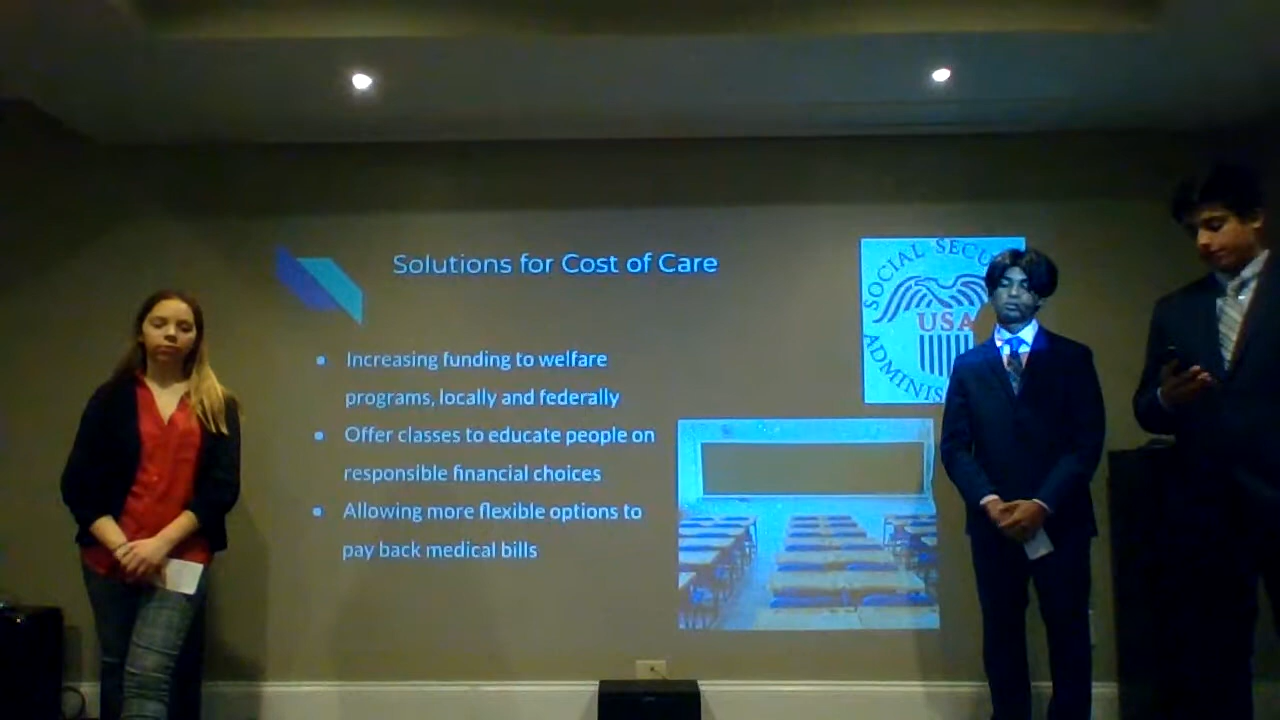 Solutions for Cost of Care
SOCIAL SECU
USA
ADMINIS
• Increasing funding to welfare
programs, locally and federally
• Offer classes to educate people on
responsible financial choices
• Allowing more flexible options to
pay back medical bills